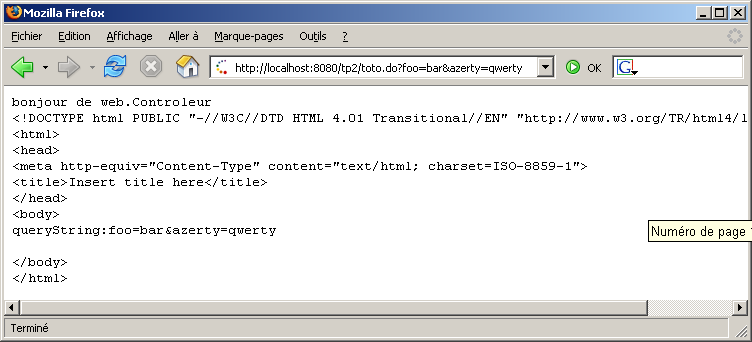 Mozilla Firefox
Fichier Edition Affichage Aller à Marque-pages Outils ?
http://localhost:8080/tp2/toto.do?foo=bar&azerty=qwerty OK G
bonjour de web.Controleur
<!DOCTYPE html PUBLIC "-//W3C//DTD HTML 4.01 Transitional//EN" "http://www.w3.org/TR/html4/l
<html>
<head>
<meta http-equiv="Content-Type" content="text/html; charset=ISO-8859-1">
<title>Insert title here</title>
</head>
<body>
queryString:foo=bar&azerty=qwerty
Numéro de page
</body>
</html>
Terminé